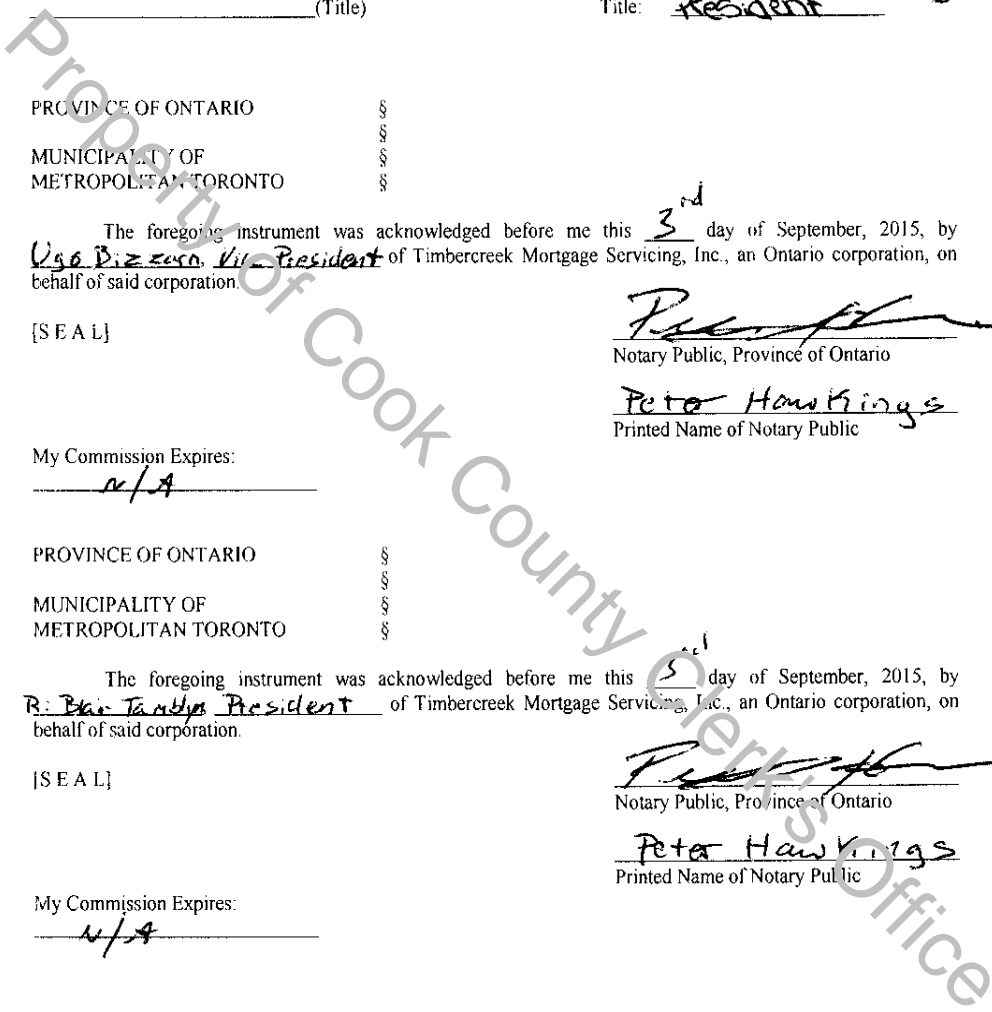 (Title) Title: President
PROVINCE OF ONTARIO §
§
MUNICIPALITY OF §
METROPOLITAN TORONTO §
The foregoing instrument was acknowledged before me this 3rd day of September, 2015, by
Ugo Bizzarri, Vice President of Timbercreek Mortgage Servicing, Inc., an Ontario corporation, on
behalf of said corporation.
[S E A L]
Notary Public, Province of Ontario
Peter Hawkings
Printed Name of Notary Public
My Commission Expires:
N/A
PROVINCE OF ONTARIO §
§
MUNICIPALITY OF §
METROPOLITAN TORONTO §
The foregoing instrument was acknowledged before me this 3rd day of September, 2015, by
R. Blair Tamblyn President of Timbercreek Mortgage Servicing, Inc., an Ontario corporation, on
behalf of said corporation.
[S E A L]
Notary Public, Province of Ontario
Peter Hawkings
Printed Name of Notary Public
My Commission Expires:
N/A
Property of Cook County Clerk's Office